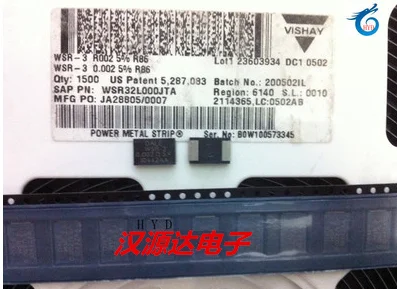 WSR-3 R002 5% R86
WSR-3 0.002 5% R86
Qty: 1500 US Patent 5,287,083
SAP PN: WSR32L000JTA
MFG PO: JA28805/0007
Lot1 23603934 DC1 0502
Batch No.: 200502IL
Region: 6140 S.L.: 0010
2114365,LC:0502AB
VISHAY
HYD
POWER METAL STRIP® Ser. No: B0W100573345
HYD
汉源达电子